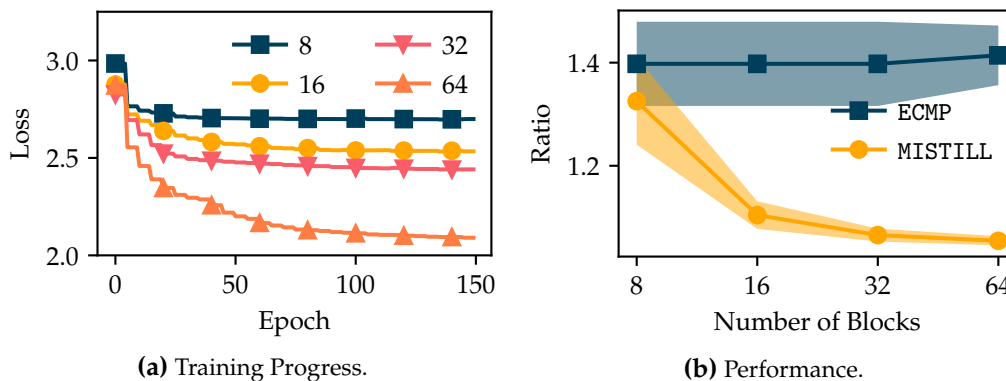 3.0
2.5
2.0
Loss
8
16
32
64
0
50
100
150
Epoch
(a) Training Progress.
1.4
1.2
Ratio
ECMP
MISTILL
8
16
32
64
Number of Blocks
(b) Performance.